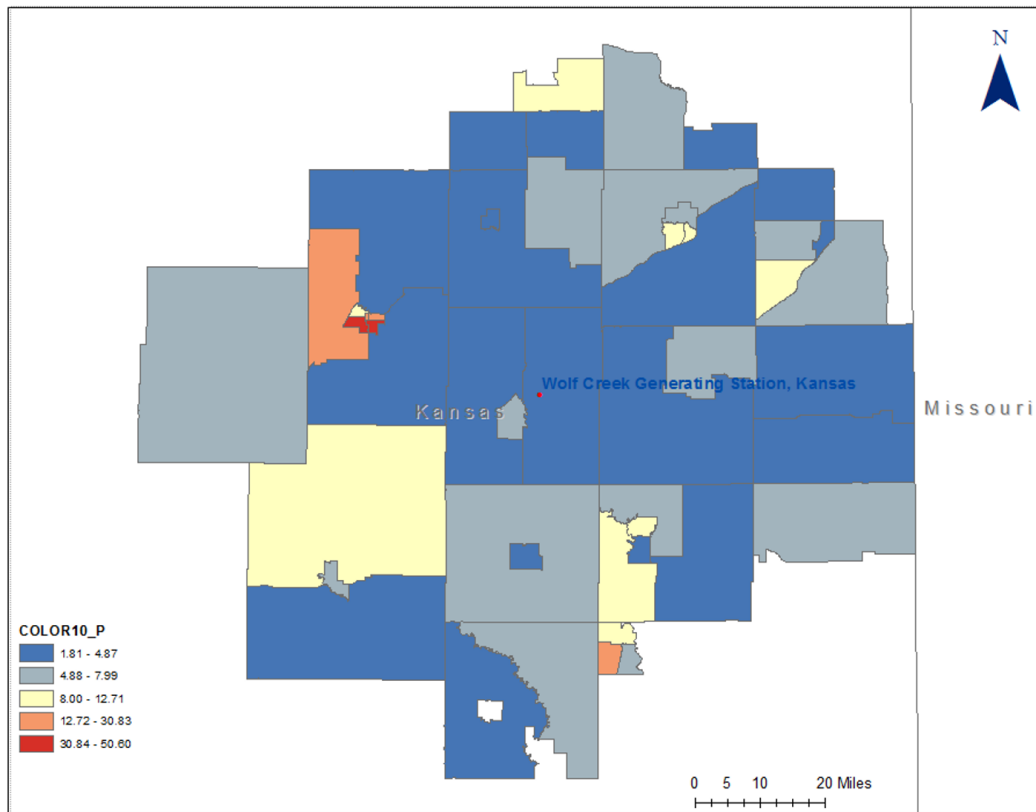 N
Wolf Creek Generating Station, Kansas
Kansas
Missouri
COLOR10_P
1.81 - 4.87
4.88 - 7.99
8.00 - 12.71
12.72 - 30.83
30.84 - 50.60
0 5 10 20 Miles